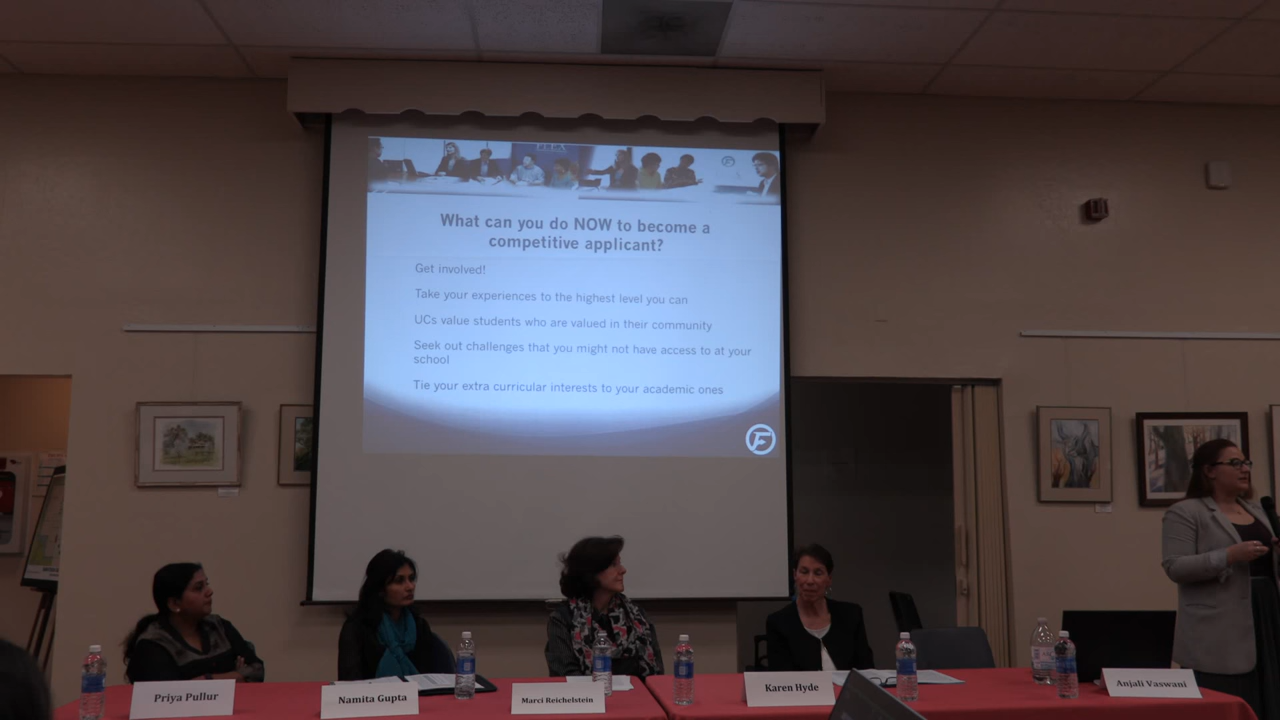 FLEX
What can you do NOW to become a
competitive applicant?
Get involved!
Take your experiences to the highest level you can
UCs value students who are valued in their community
Seek out challenges that you might not have access to at your
school
Tie your extra curricular interests to your academic ones
Priya Pullur
Namita Gupta
Marci Reichelstein
Karen Hyde
Anjali Vaswani